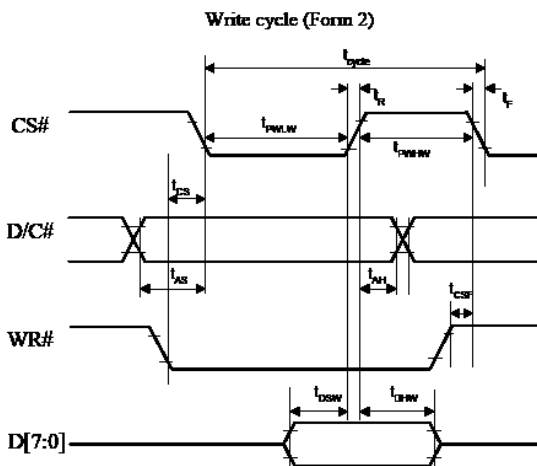 Write cycle (Form 2)
tcycle
tR
tF
CS#
tPWLW
tPWHW
tCS
D/C#
tAS
tAH
tCSF
WR#
tDSW
tDHW
D[7:0]